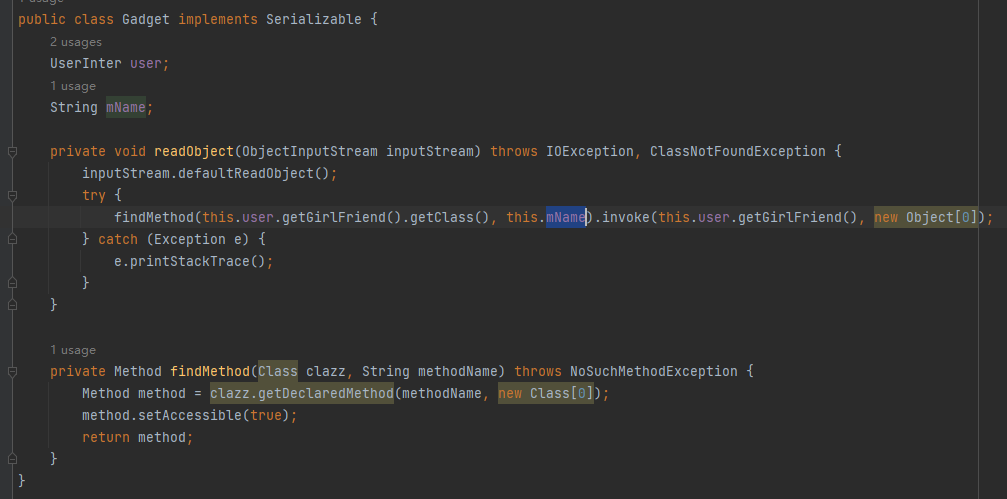 1 usage
public class Gadget implements Serializable {
2 usages
UserInter user;
1 usage
String mName;
private void readObject(ObjectInputStream inputStream) throws IOException, ClassNotFoundException {
inputStream.defaultReadObject();
try {
findMethod(this.user.getGirlFriend().getClass(), this.mName).invoke(this.user.getGirlFriend(), new Object[0]);
} catch (Exception e) {
e.printStackTrace();
}
}
1 usage
private Method findMethod(Class clazz, String methodName) throws NoSuchMethodException {
Method method = clazz.getDeclaredMethod(methodName, new Class[0]);
method.setAccessible(true);
return method;
}
}